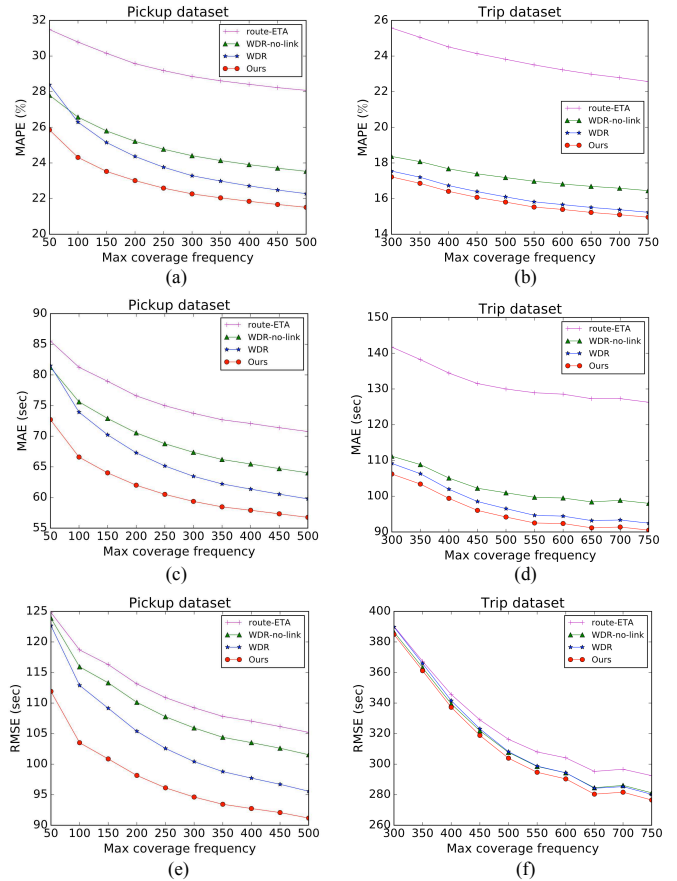 Pickup dataset
MAPE (%)
32
30
28
26
24
22
20
route-ETA
WDR-no-link
WDR
Ours
50 100 150 200 250 300 350 400 450 500
Max coverage frequency
(a)
Trip dataset
MAPE (%)
26
24
22
20
18
16
14
route-ETA
WDR-no-link
WDR
Ours
300 350 400 450 500 550 600 650 700 750
Max coverage frequency
(b)
Pickup dataset
MAE (sec)
90
85
80
75
70
65
60
55
route-ETA
WDR-no-link
WDR
Ours
50 100 150 200 250 300 350 400 450 500
Max coverage frequency
(c)
Trip dataset
MAE (sec)
150
140
130
120
110
100
90
route-ETA
WDR-no-link
WDR
Ours
300 350 400 450 500 550 600 650 700 750
Max coverage frequency
(d)
Pickup dataset
RMSE (sec)
125
120
115
110
105
100
95
90
route-ETA
WDR-no-link
WDR
Ours
50 100 150 200 250 300 350 400 450 500
Max coverage frequency
(e)
Trip dataset
RMSE (sec)
400
380
360
340
320
300
280
260
route-ETA
WDR-no-link
WDR
Ours
300 350 400 450 500 550 600 650 700 750
Max coverage frequency
(f)